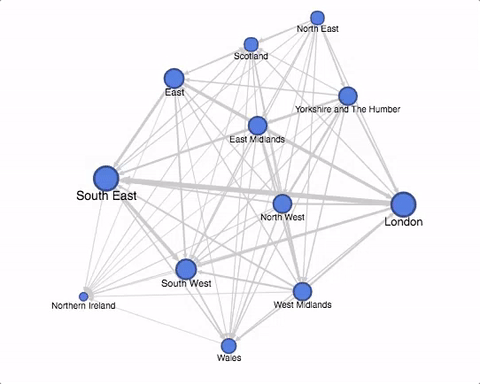 North East
Scotland
East
Yorkshire and The Humber
East Midlands
South East
North West
London
South West
Northern Ireland
West Midlands
Wales